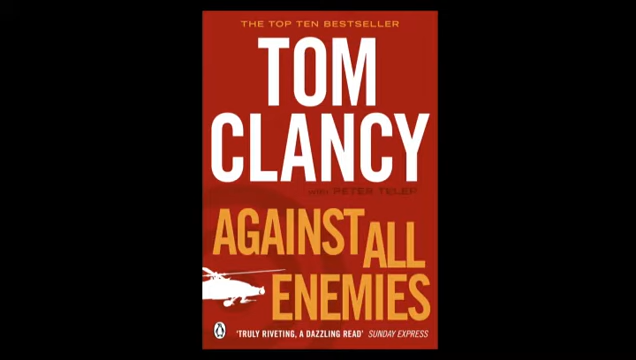 THE TOP TEN BESTSELLER
TOM
CLANCY
with PETER TELEP
AGAINST ALL
ENEMIES
'TRULY RIVETING, A DAZZLING READ' SUNDAY EXPRESS